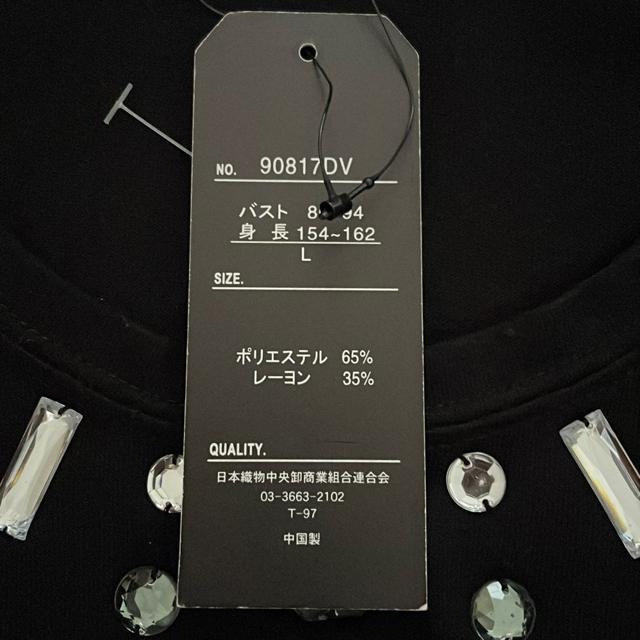 NO. 90817DV
バスト
身 長 154~162
L
SIZE.
ポリエステル 65%
レーヨン 35%
QUALITY.
日本織物中央卸商業組合連合会
03-3663-2102
T-97
中国製